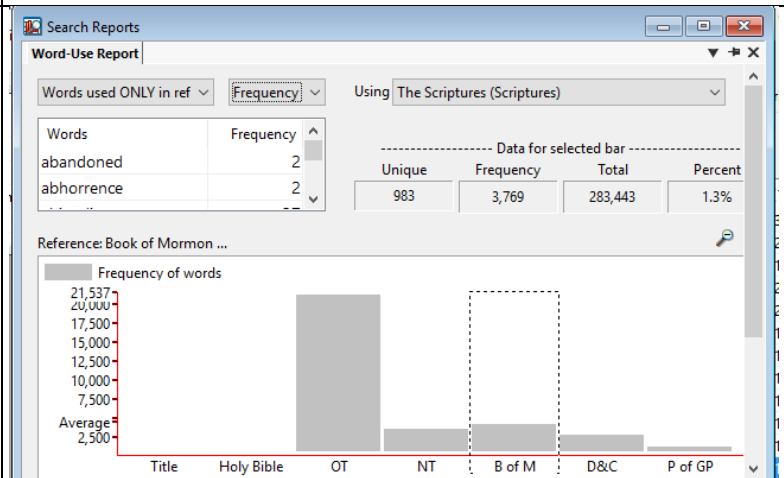 Search Reports
Word-Use Report
Words used ONLY in ref
Frequency
Using The Scriptures (Scriptures)
Words Frequency
abandoned 2
abhorrence 2
---------------- Data for selected bar ----------------
Unique Frequency Total Percent
983 3,769 283,443 1.3%
Reference: Book of Mormon ...
Frequency of words
21,537
20,000
17,500
15,000
12,500
10,000
7,500
Average
2,500
Title Holy Bible OT NT B of M D&C P of GP